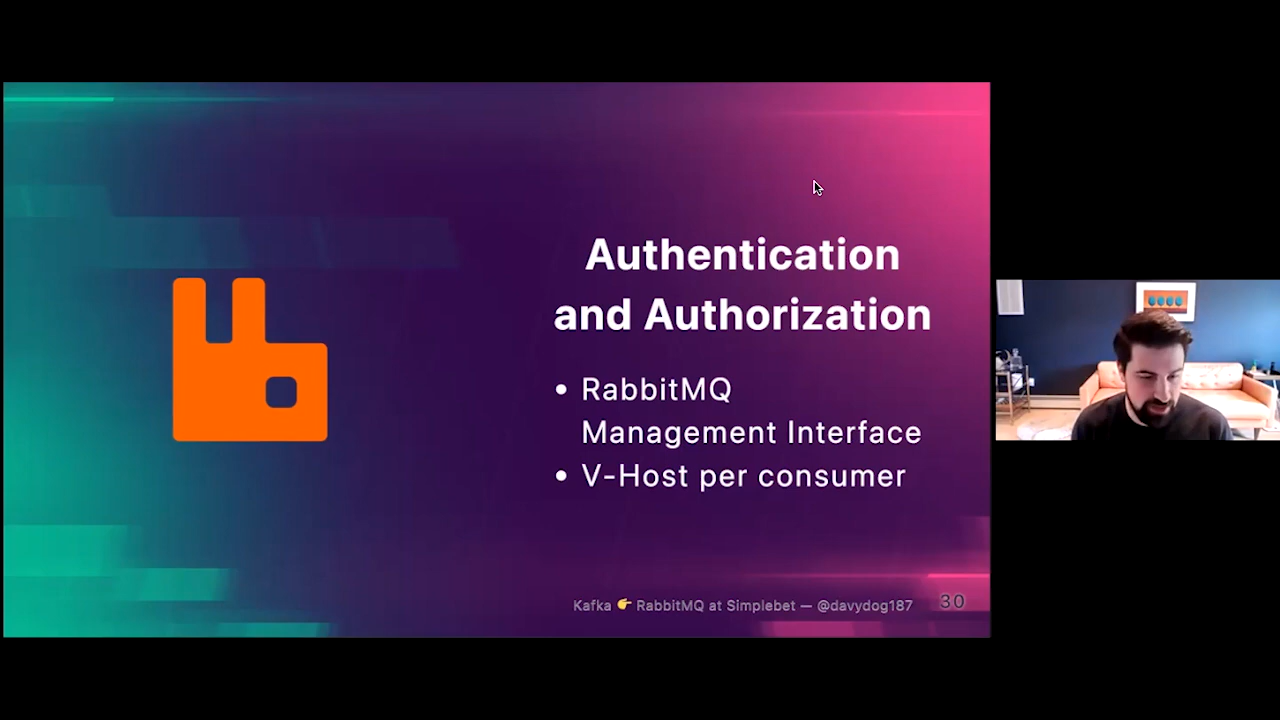 Authentication
and Authorization
• RabbitMQ
Management Interface
• V-Host per consumer
Kafka 👉 RabbitMQ at Simplebet — @davydog187 30